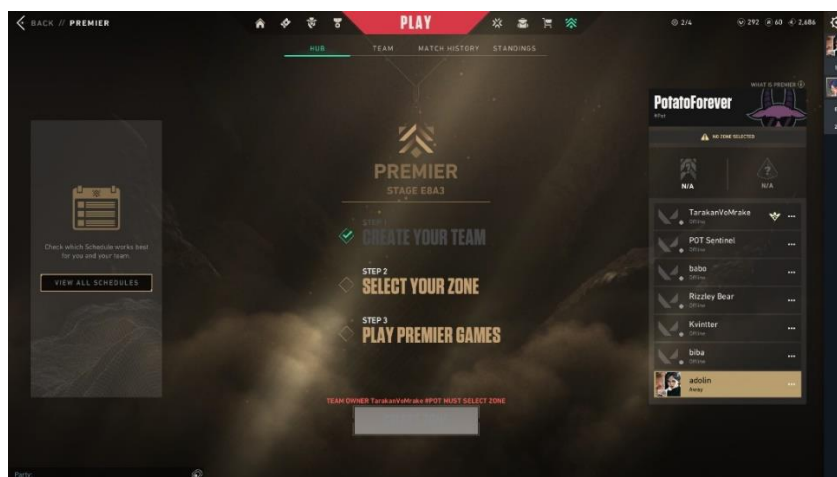 BACK // PREMIER
PLAY
2/4
292
60
2,686
HUB
TEAM
MATCH HISTORY
STANDINGS
WHAT IS PREMIER
PotatoForever
#Pot
NO ZONE SELECTED
N/A
N/A
PREMIER
STAGE E8A3
STEP 1
CREATE YOUR TEAM
STEP 2
SELECT YOUR ZONE
STEP 3
PLAY PREMIER GAMES
Check which Schedule works best
for you and your team.
VIEW ALL SCHEDULES
TarakanVoMrake
Offline
POT Sentinel
Offline
babo
Offline
Rizzley Bear
Offline
Kvintter
Offline
biba
Offline
adolin
Away
TEAM OWNER TarakanVoMrake #POT MUST SELECT ZONE
Party: